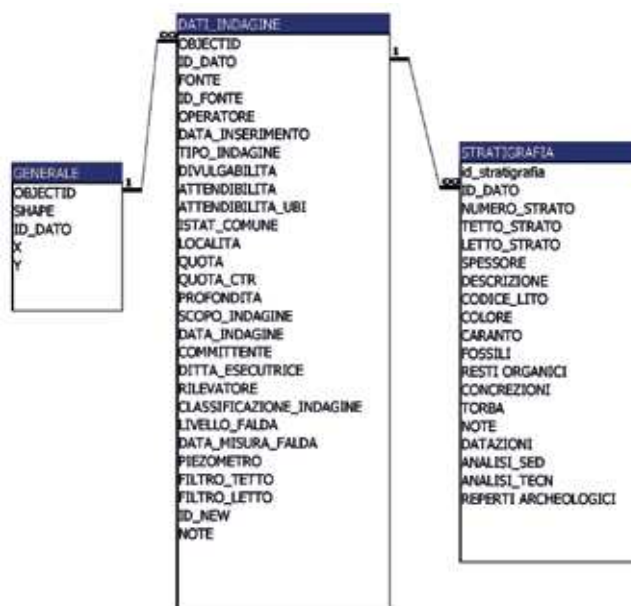 GENERALE
OBJECTID
SHAPE
ID_DATO
X
Y
1
∞
DATI_INDAGINE
OBJECTID
ID_DATO
FONTE
ID_FONTE
OPERATORE
DATA_INSERIMENTO
TIPO_INDAGINE
DIVULGABILITA
ATTENDIBILITA
ATTENDIBILITA_UBI
ISTAT_COMUNE
LOCALITA
QUOTA
QUOTA_CTR
PROFONDITA
SCOPO_INDAGINE
DATA_INDAGINE
COMMITTENTE
DITTA_ESECUTRICE
RILEVATORE
CLASSIFICAZIONE_INDAGINE
LIVELLO_FALDA
DATA_MISURA_FALDA
PIEZOMETRO
FILTRO_TETTO
FILTRO_LETTO
ID_NEW
NOTE
1
∞
STRATIGRAFIA
id_stratigrafia
ID_DATO
NUMERO_STRATO
TETTO_STRATO
LETTO_STRATO
SPESSORE
DESCRIZIONE
CODICE_LITO
COLORE
CARANTO
FOSSILI
RESTI ORGANICI
CONCREZIONI
TORBA
NOTE
DATAZIONI
ANALISI_SED
ANALISI_TECN
REPERTI ARCHEOLOGICI